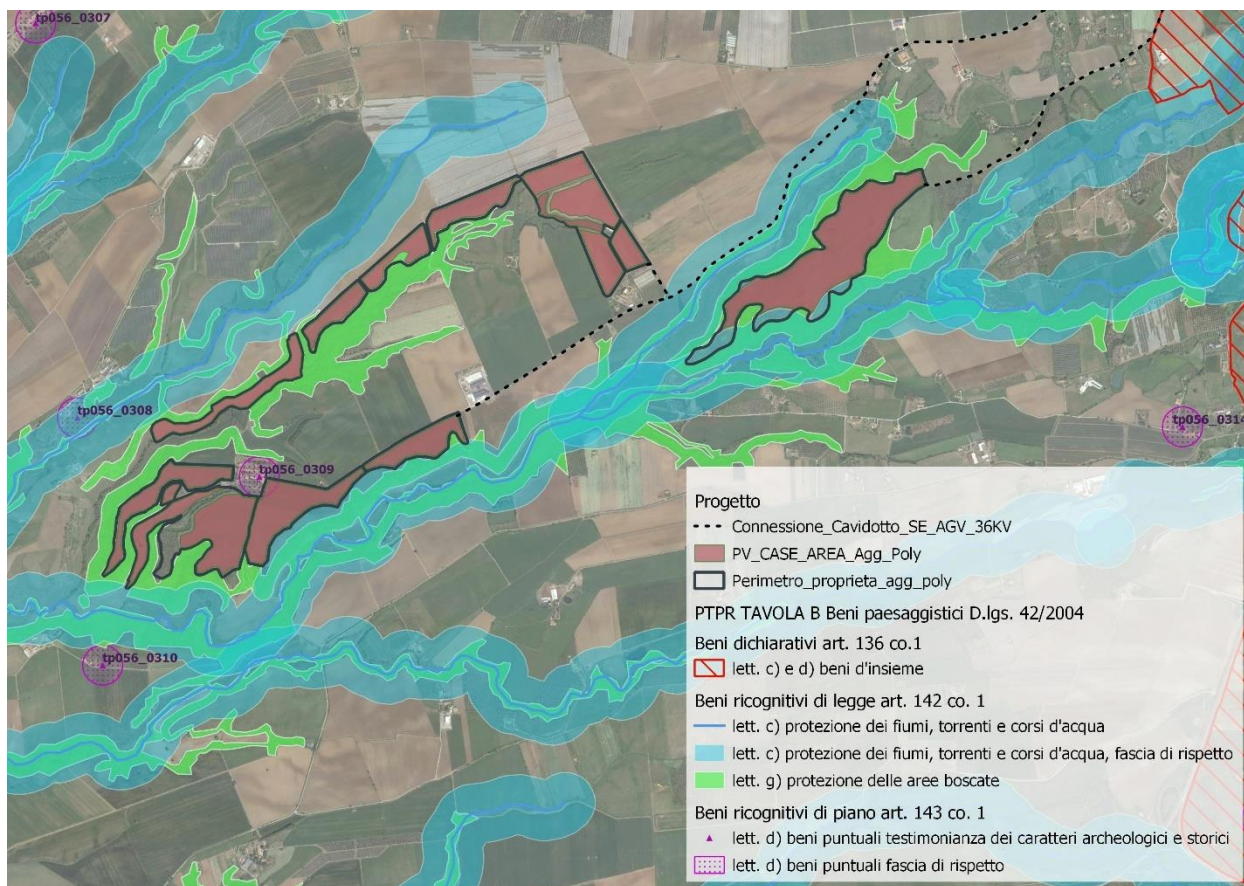 tp056_0307
tp056_0308
tp056_0309
tp056_0314
tp056_0310
Progetto
Connessione_Cavidotto_SE_AGV_36KV
PV_CASE_AREA_Agg_Poly
Perimetro_proprieta_agg_poly
PTPR TAVOLA B Beni paesaggistici D.lgs. 42/2004
Beni dichiarativi art. 136 co.1
lett. c) e d) beni d'insieme
Beni ricognitivi di legge art. 142 co. 1
lett. c) protezione dei fiumi, torrenti e corsi d'acqua
lett. c) protezione dei fiumi, torrenti e corsi d'acqua, fascia di rispetto
lett. g) protezione delle aree boscate
Beni ricognitivi di piano art. 143 co. 1
lett. d) beni puntuali testimonianza dei caratteri archeologici e storici
lett. d) beni puntuali fascia di rispetto